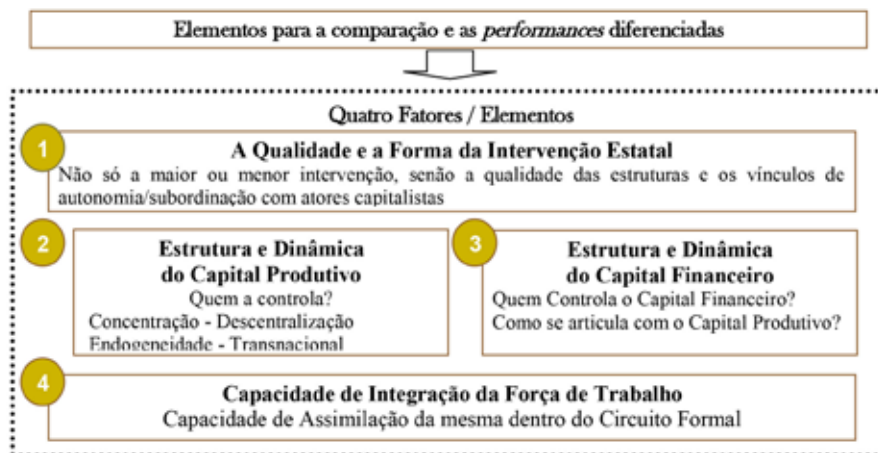 Elementos para a comparação e as performances diferenciadas
Quatro Fatores / Elementos
1
A Qualidade e a Forma da Intervenção Estatal
Não só a maior ou menor intervenção, senão a qualidade das estruturas e os vínculos de
autonomia/subordinação com atores capitalistas
2
Estrutura e Dinâmica
do Capital Produtivo
Quem a controla?
Concentração - Descentralização
Endogeneidade - Transnacional
3
Estrutura e Dinâmica
do Capital Financeiro
Quem Controla o Capital Financeiro?
Como se articula com o Capital Produtivo?
4
Capacidade de Integração da Força de Trabalho
Capacidade de Assimilação da mesma dentro do Circuito Formal